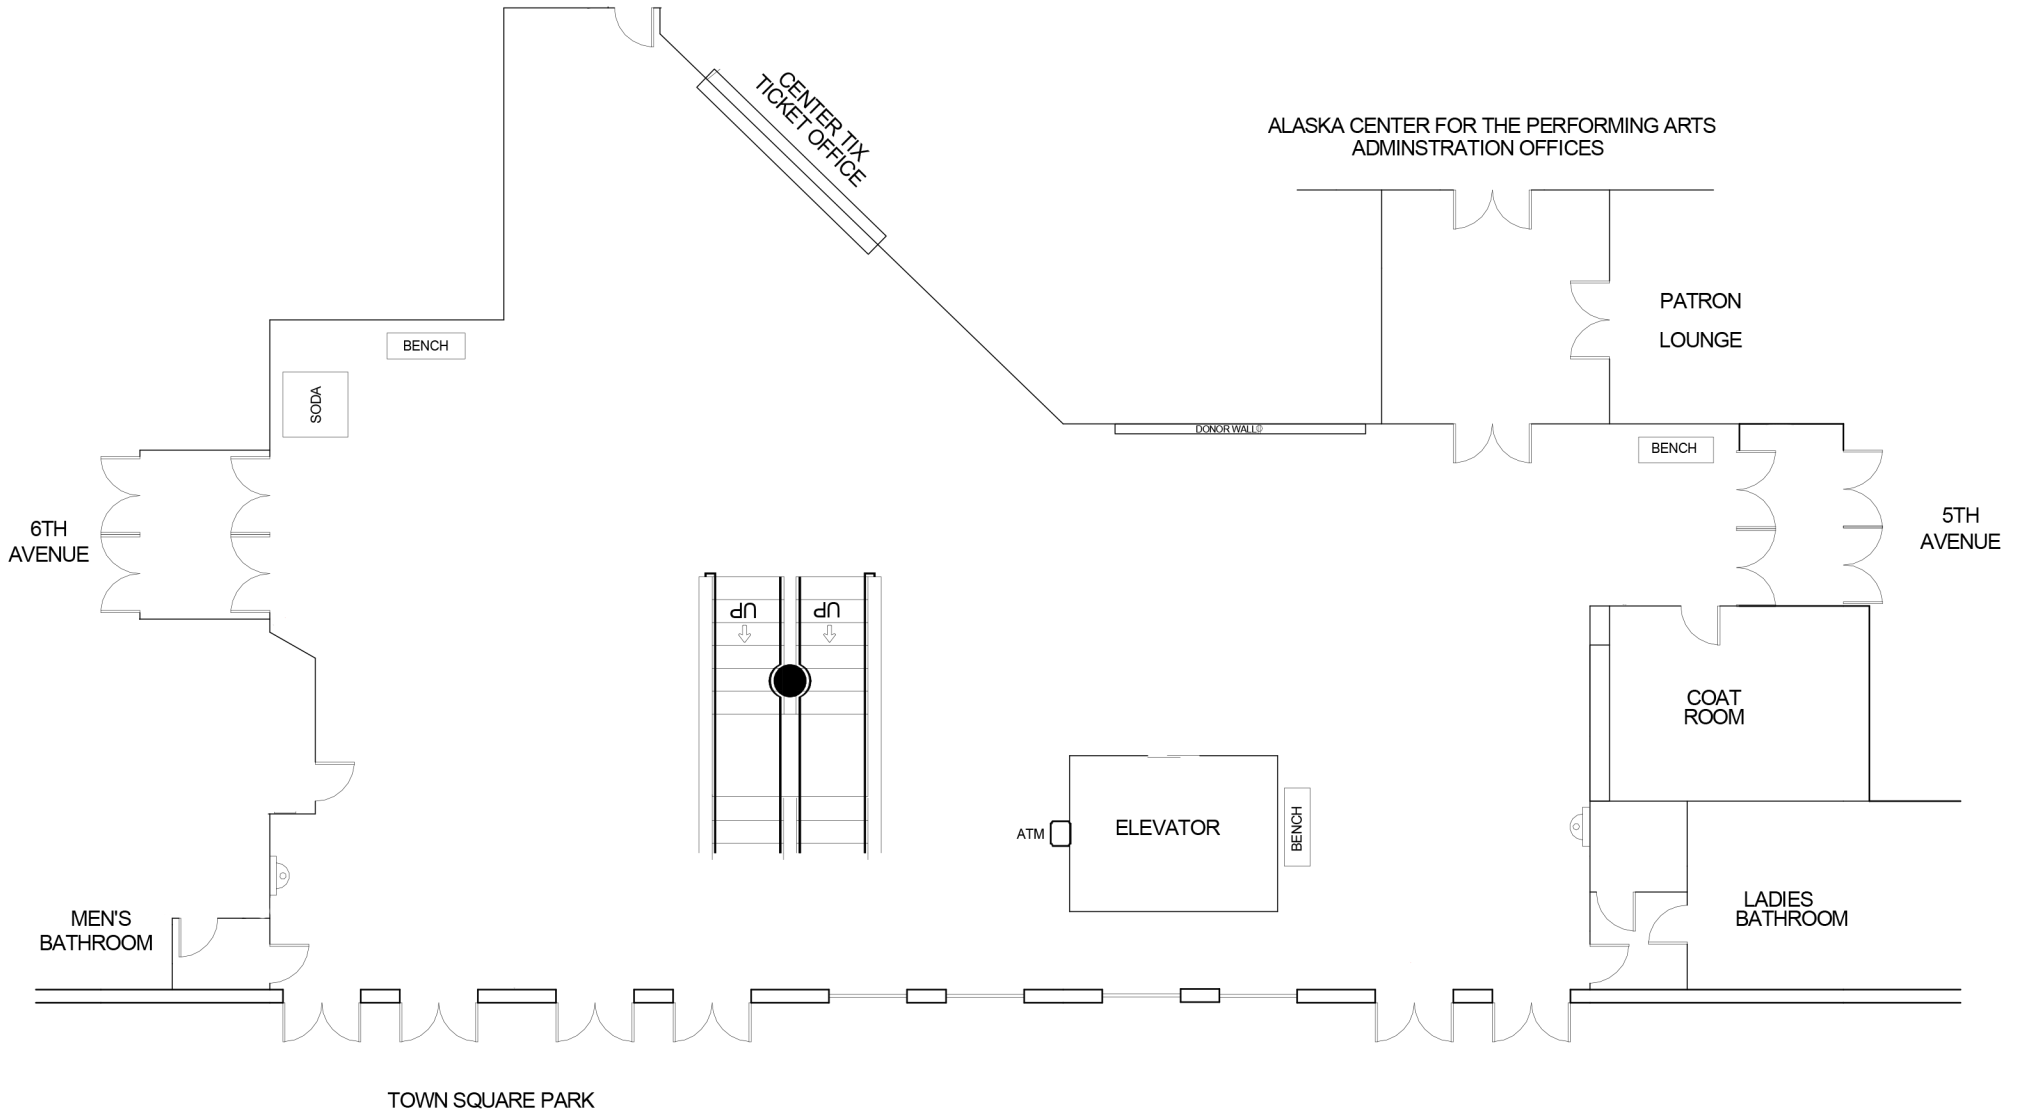 CENTER TIX
TICKET OFFICE
ALASKA CENTER FOR THE PERFORMING ARTS
ADMINSTRATION OFFICES
PATRON
LOUNGE
BENCH
SODA
DONOR WALL
BENCH
6TH
AVENUE
5TH
AVENUE
UP
UP
COAT
ROOM
ATM
ELEVATOR
BENCH
MEN'S
BATHROOM
LADIES
BATHROOM
TOWN SQUARE PARK